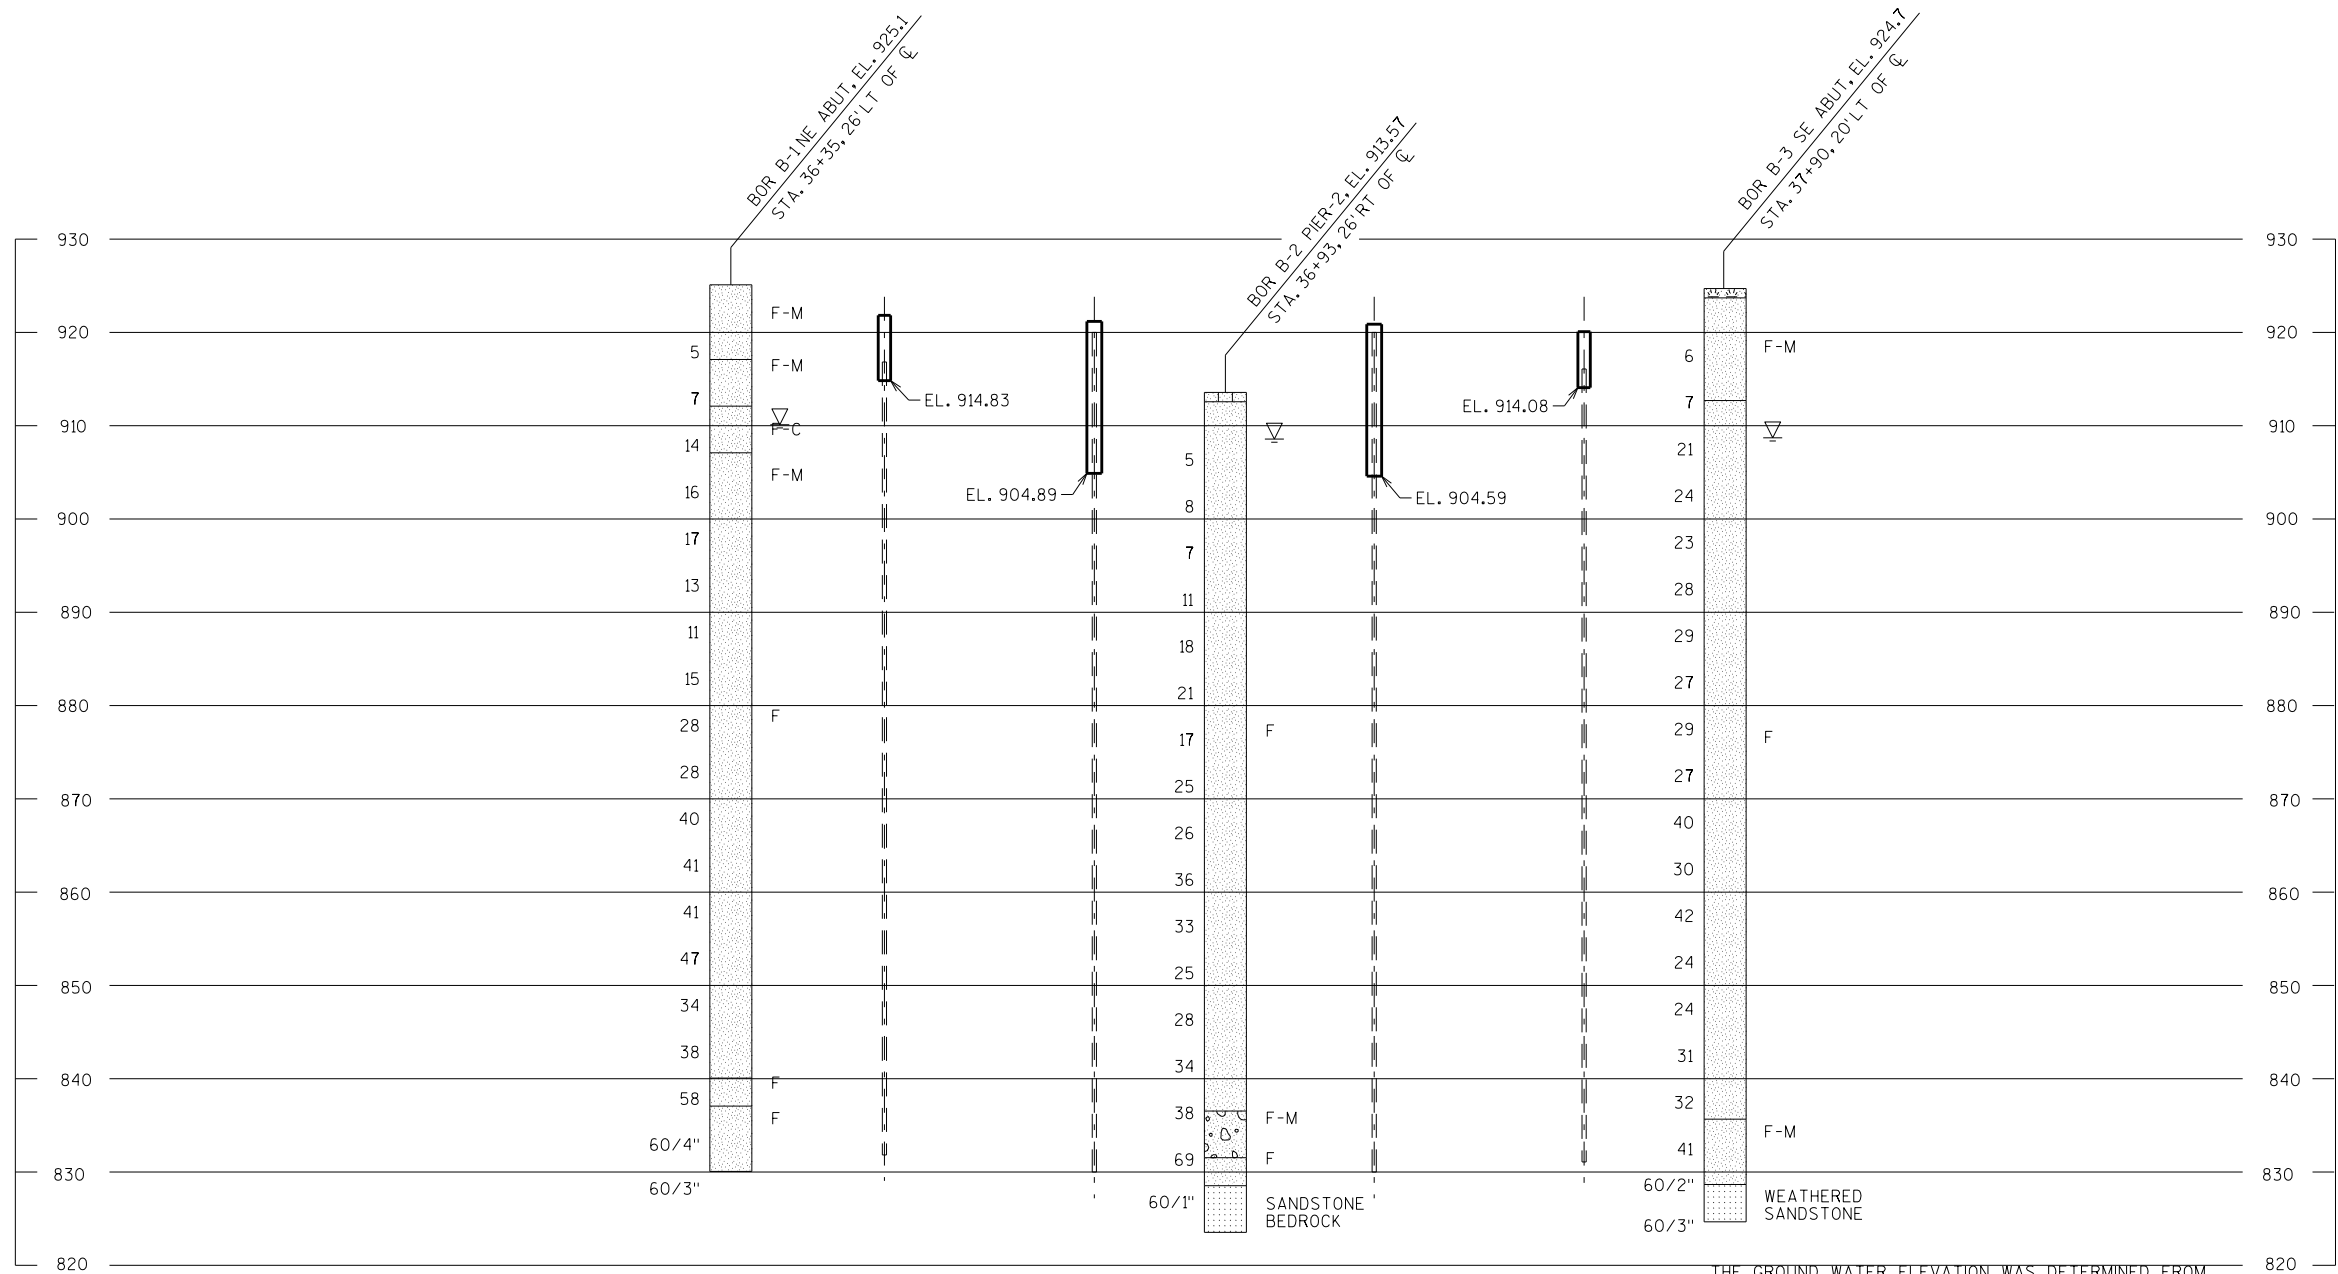 BOR B-1 NE ABUT, EL. 925.1
STA. 36+35, 26'LT OF ℄
BOR B-2 PIER-2, EL. 913.57
STA. 36+93, 26'RT OF ℄
BOR B-3 SE ABUT, EL. 924.7
STA. 37+90, 20'LT OF ℄
930
920
910
900
890
880
870
860
850
840
830
820
5
7
14
16
17
13
11
15
28
28
40
41
41
47
34
38
58
60/4"
60/3"
F-M
F-M
F-C
F-M
F
F
F
EL. 914.83
EL. 904.89
5
8
7
11
18
21
17
25
26
36
33
25
28
34
38
69
60/1"
F
F-M
F
SANDSTONE
BEDROCK
EL. 904.59
EL. 914.08
6
7
21
24
23
28
29
27
29
27
40
30
42
24
24
31
32
41
60/2"
60/3"
F-M
F
F-M
WEATHERED
SANDSTONE
930
920
910
900
890
880
870
860
850
840
830
820
THE GROUND WATER ELEVATION WAS DETERMINED FROM